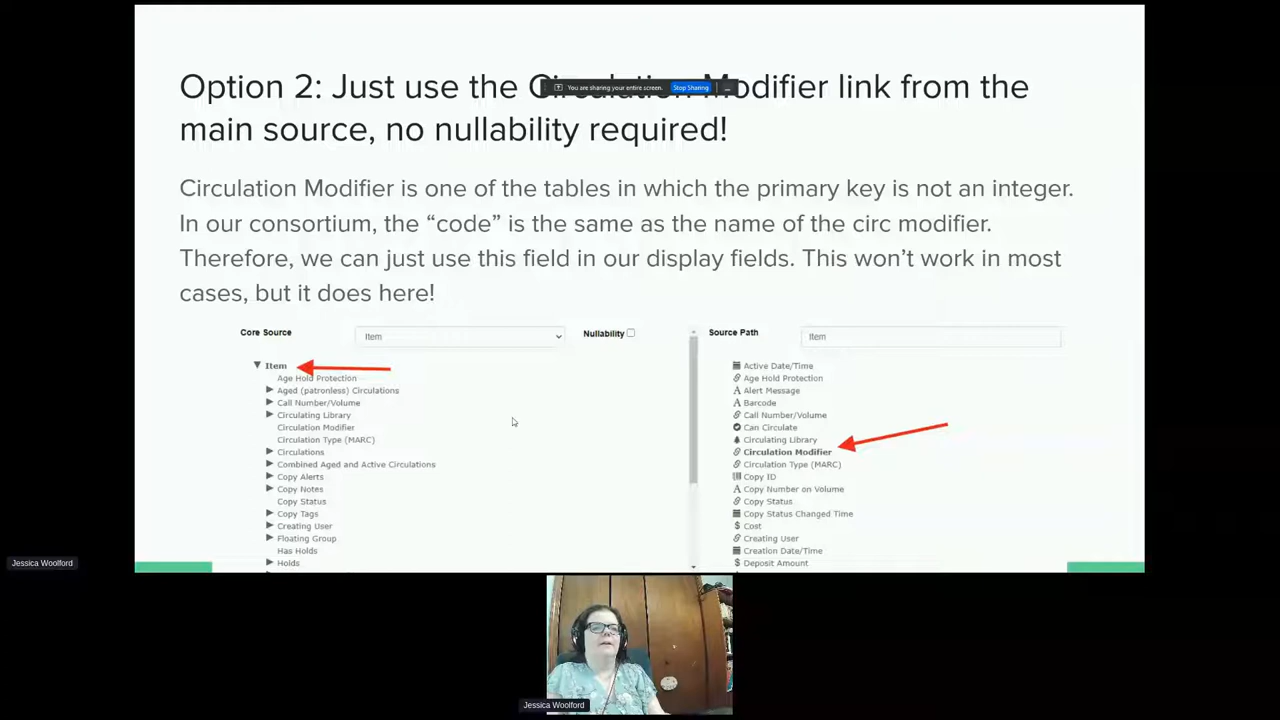 Option 2: Just use the Circulation Modifier link from the
You are sharing your entire screen. Stop Sharing
main source, no nullability required!
Circulation Modifier is one of the tables in which the primary key is not an integer.
In our consortium, the “code” is the same as the name of the circ modifier.
Therefore, we can just use this field in our display fields. This won’t work in most
cases, but it does here!
Core Source Item Nullability
Item
Age Hold Protection
Aged (patronless) Circulations
Call Number/Volume
Circulating Library
Circulation Modifier
Circulation Type (MARC)
Circulations
Combined Aged and Active Circulations
Copy Alerts
Copy Notes
Copy Status
Copy Tags
Creating User
Floating Group
Has Holds
Holds
Source Path Item
Active Date/Time
Age Hold Protection
Alert Message
Barcode
Call Number/Volume
Can Circulate
Circulating Library
Circulation Modifier
Circulation Type (MARC)
Copy ID
Copy Number on Volume
Copy Status
Copy Status Changed Time
Cost
Creating User
Creation Date/Time
Deposit Amount
Jessica Woolford
Jessica Woolford